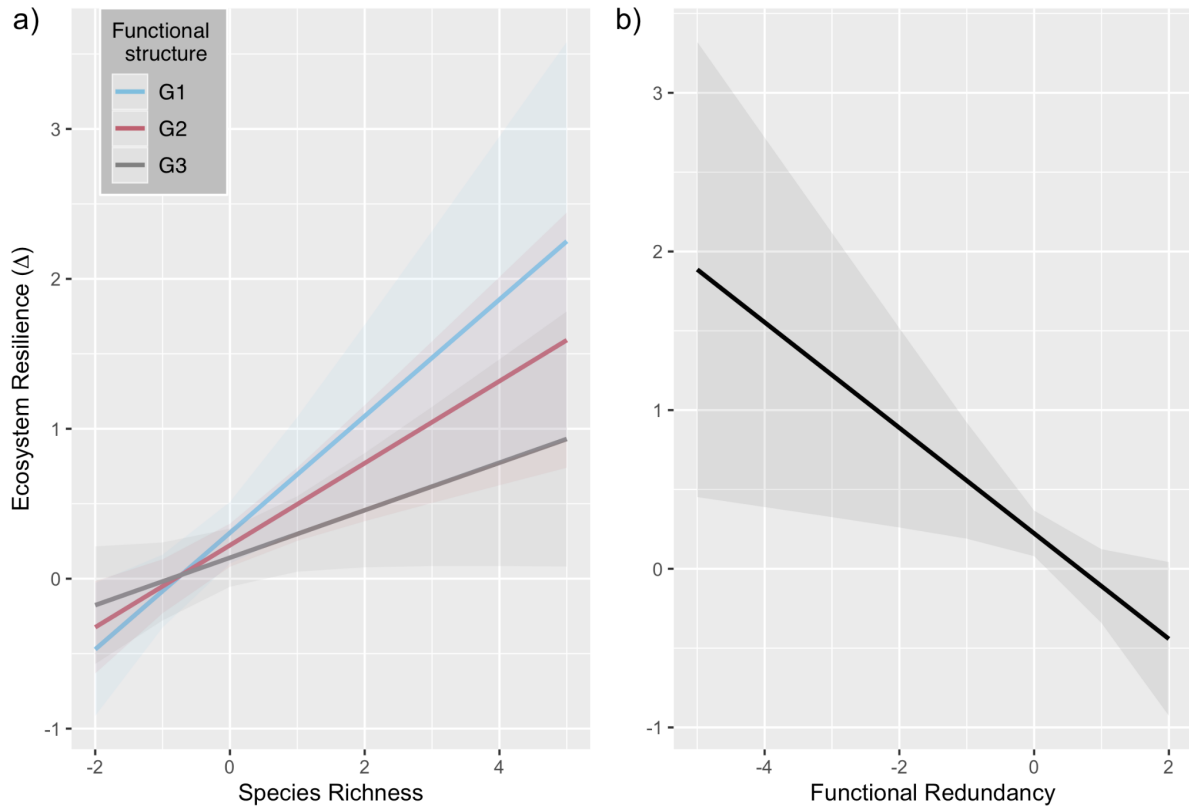 a)
Functional
structure
G1
G2
G3
3
2
1
0
-1
Ecosystem Resilience (Δ)
-2 0 2 4
Species Richness
b)
3
2
1
0
-1
-4 -2 0 2
Functional Redundancy